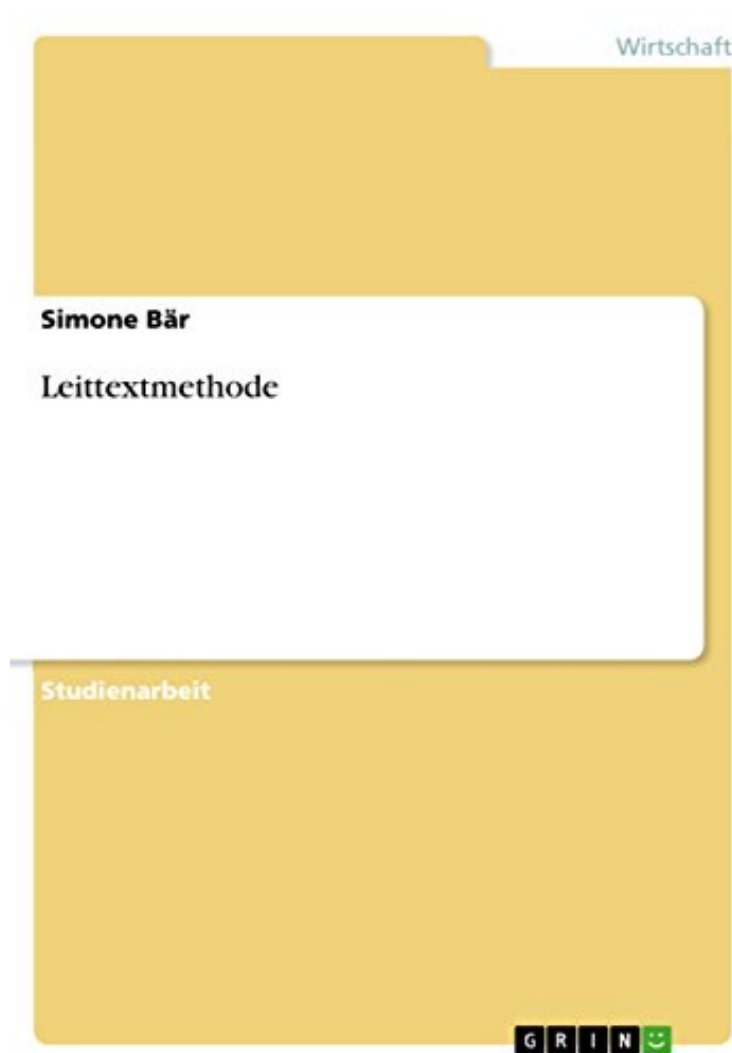 Wirtschaft
Simone Bär
Leittextmethode
Studienarbeit
GRIN